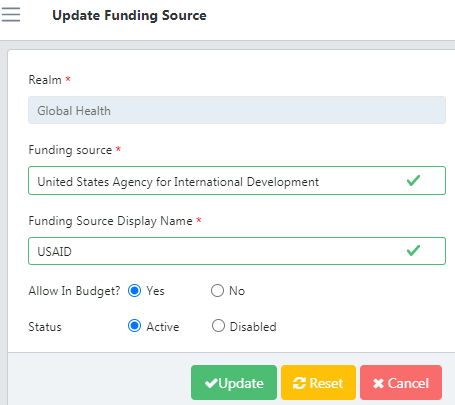 Update Funding Source
Realm *
Global Health
Funding source *
United States Agency for International Development
Funding Source Display Name *
USAID
Allow In Budget? Yes No
Status Active Disabled
Update Reset Cancel